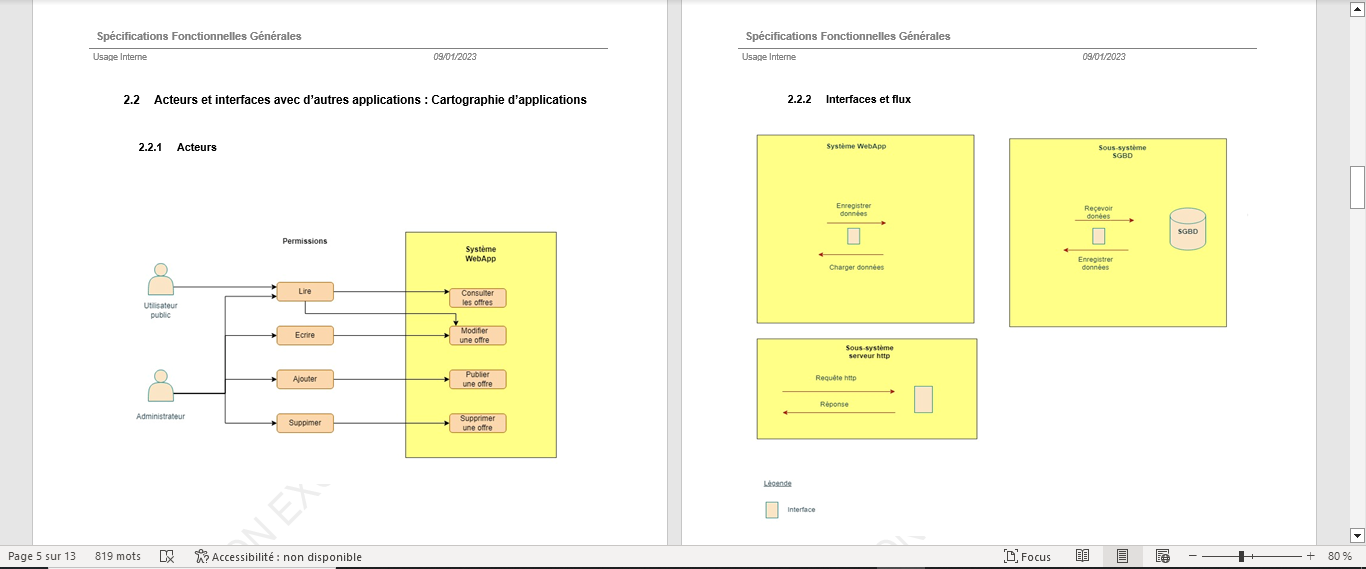 Spécifications Fonctionnelles Générales
Usage Interne 09/01/2023
2.2 Acteurs et interfaces avec d'autres applications : Cartographie d'applications
2.2.1 Acteurs
Permissions
Système
WebApp
Utilisateur
public
Administrateur
Lire
Ecrire
Ajouter
Suppimer
Consulter
les offres
Modifier
une offre
Publier
une offre
Supprimer
une offre
Spécifications Fonctionnelles Générales
Usage Interne 09/01/2023
2.2.2 Interfaces et flux
Système WebApp
Enregistrer
données
Charger données
Sous-système
SGBD
Reçevoir
donées
Enregistrer
données
SGBD
Sous-système
serveur http
Requête http
Réponse
Légende
Interface
Page 5 sur 13 819 mots Accessibilité : non disponible Focus 80 %